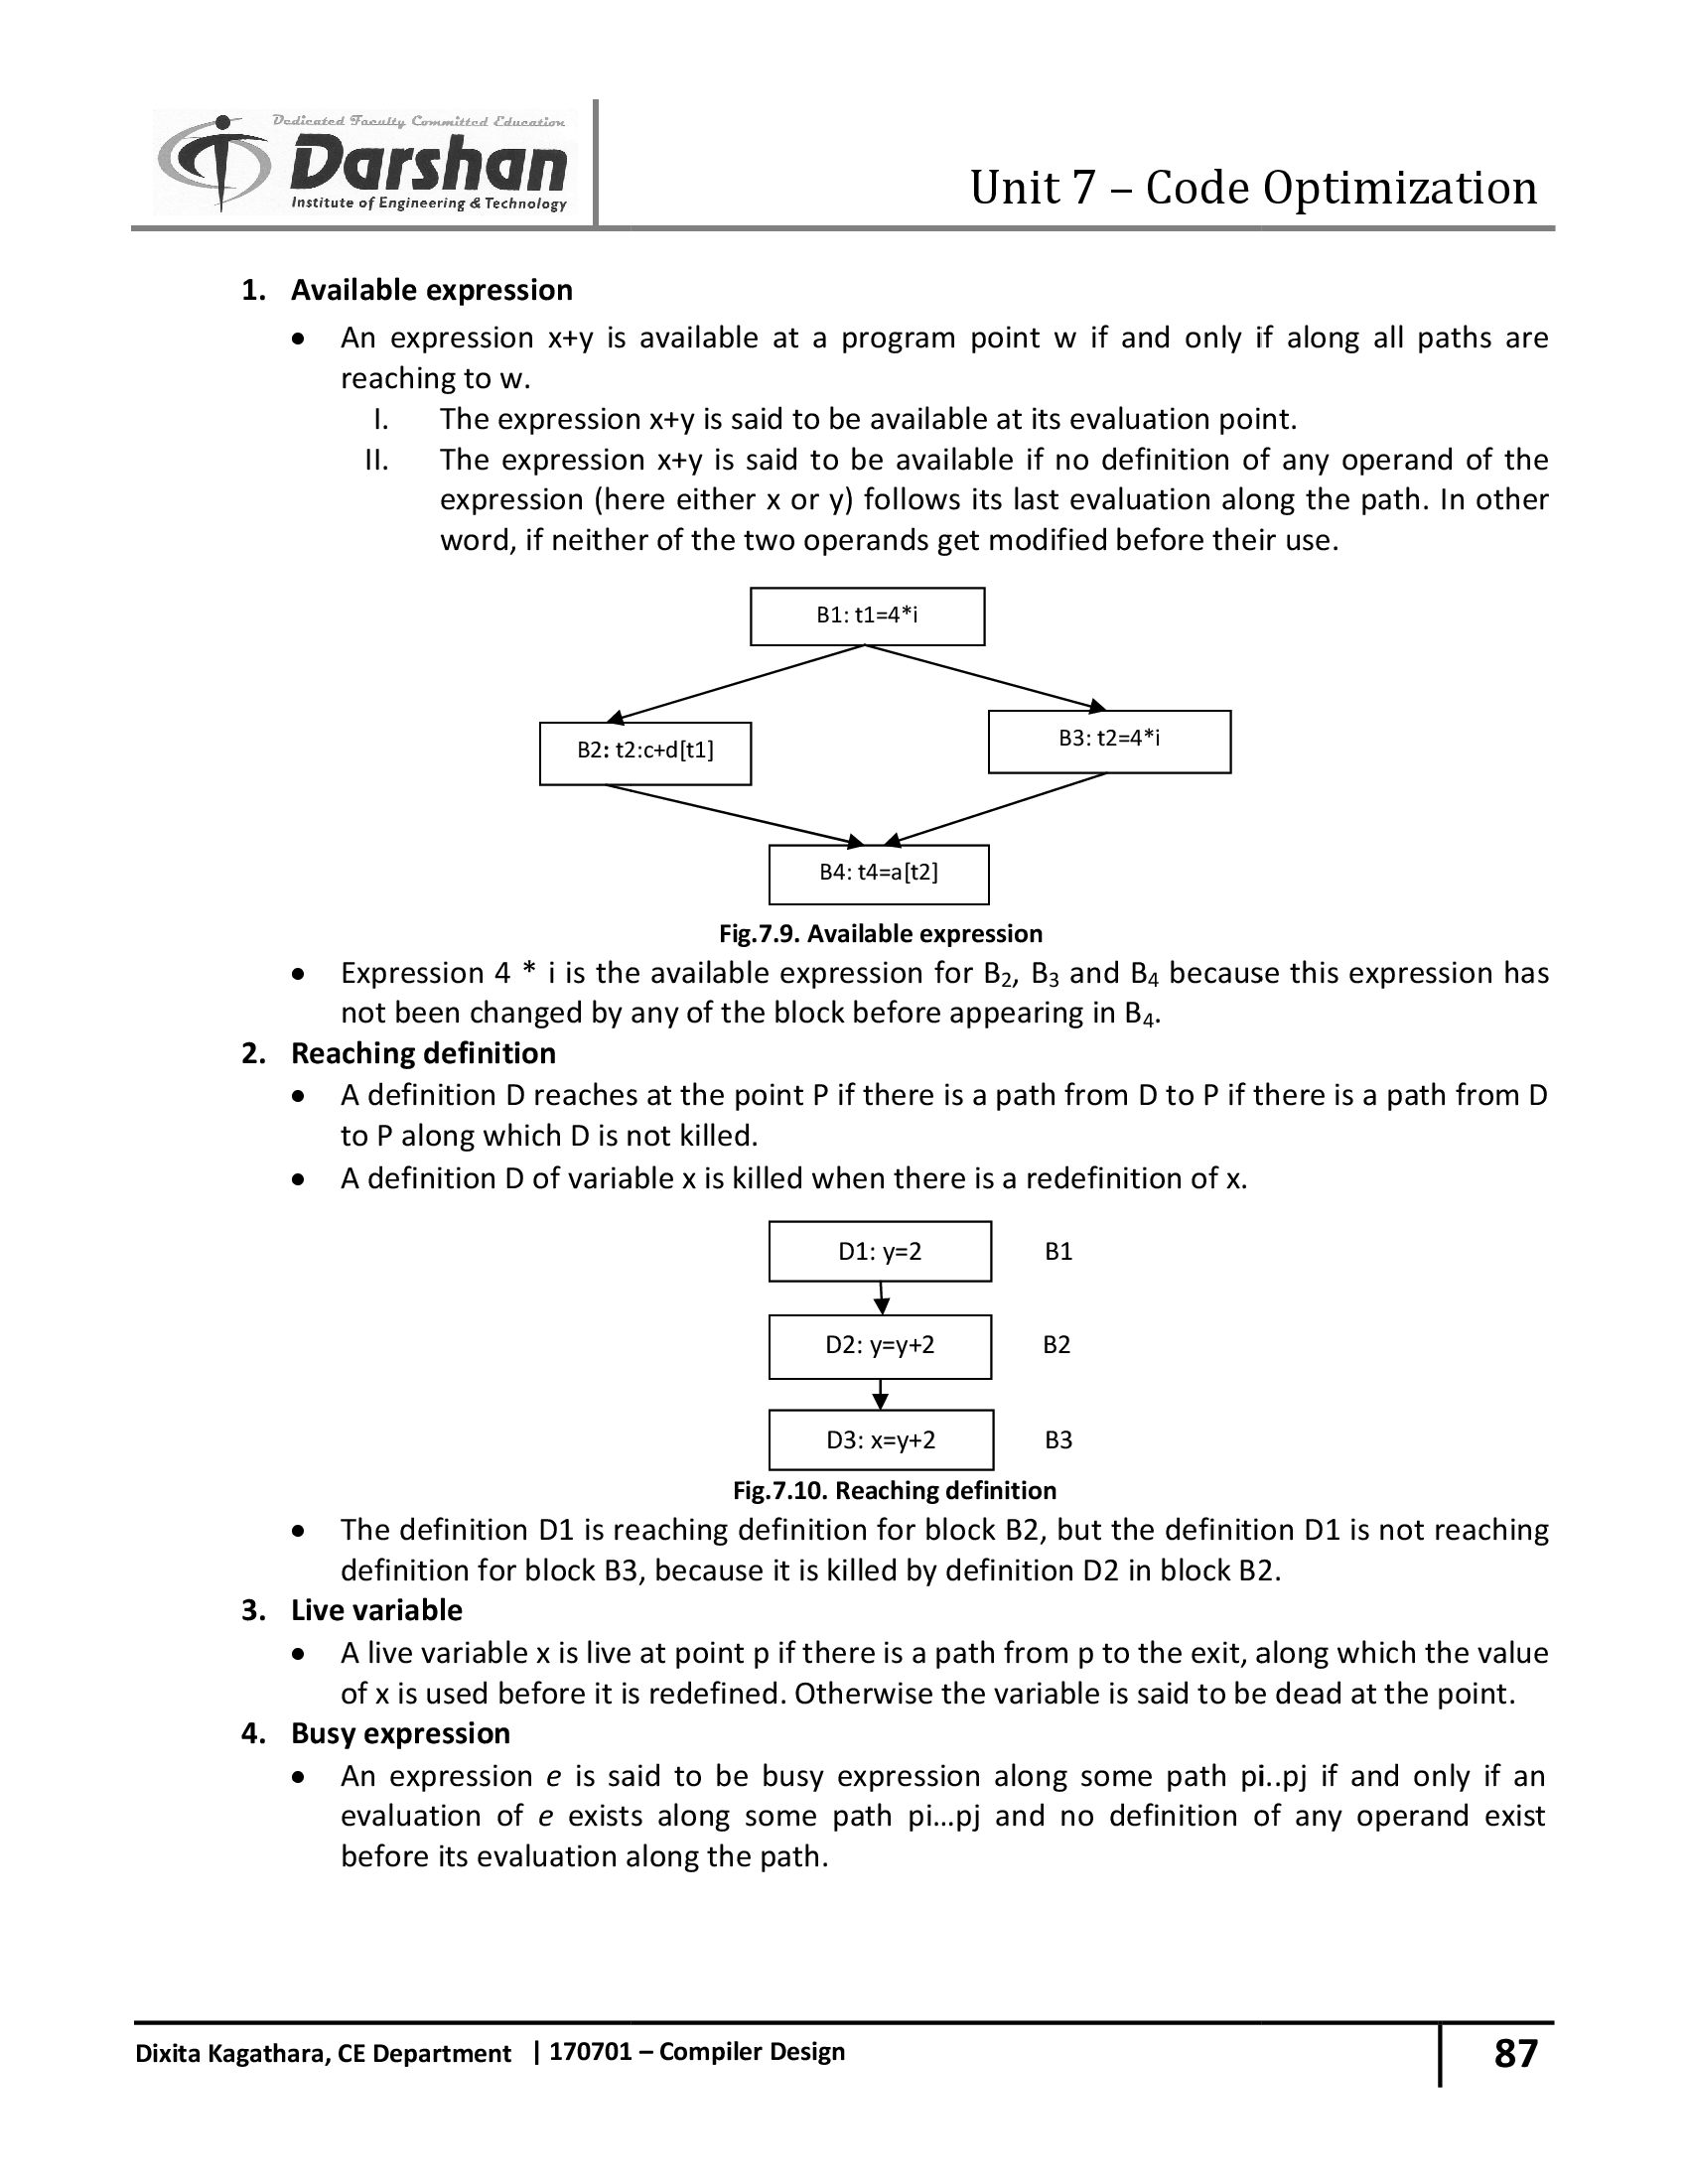 Dedicated Faculty Committed Education
Darshan
Institute of Engineering & Technology
Unit 7 – Code Optimization
1. Available expression
• An expression x+y is available at a program point w if and only if along all paths are
reaching to w.
I. The expression x+y is said to be available at its evaluation point.
II. The expression x+y is said to be available if no definition of any operand of the
expression (here either x or y) follows its last evaluation along the path. In other
word, if neither of the two operands get modified before their use.
B1: t1=4*i
B2: t2:c+d[t1]
B3: t2=4*i
B4: t4=a[t2]
Fig.7.9. Available expression
• Expression 4 * i is the available expression for B₂, B₃ and B₄ because this expression has
not been changed by any of the block before appearing in B₄.
2. Reaching definition
• A definition D reaches at the point P if there is a path from D to P if there is a path from D
to P along which D is not killed.
• A definition D of variable x is killed when there is a redefinition of x.
D1: y=2 B1
D2: y=y+2 B2
D3: x=y+2 B3
Fig.7.10. Reaching definition
• The definition D1 is reaching definition for block B2, but the definition D1 is not reaching
definition for block B3, because it is killed by definition D2 in block B2.
3. Live variable
• A live variable x is live at point p if there is a path from p to the exit, along which the value
of x is used before it is redefined. Otherwise the variable is said to be dead at the point.
4. Busy expression
• An expression e is said to be busy expression along some path pi..pj if and only if an
evaluation of e exists along some path pi…pj and no definition of any operand exist
before its evaluation along the path.
Dixita Kagathara, CE Department | 170701 – Compiler Design 87